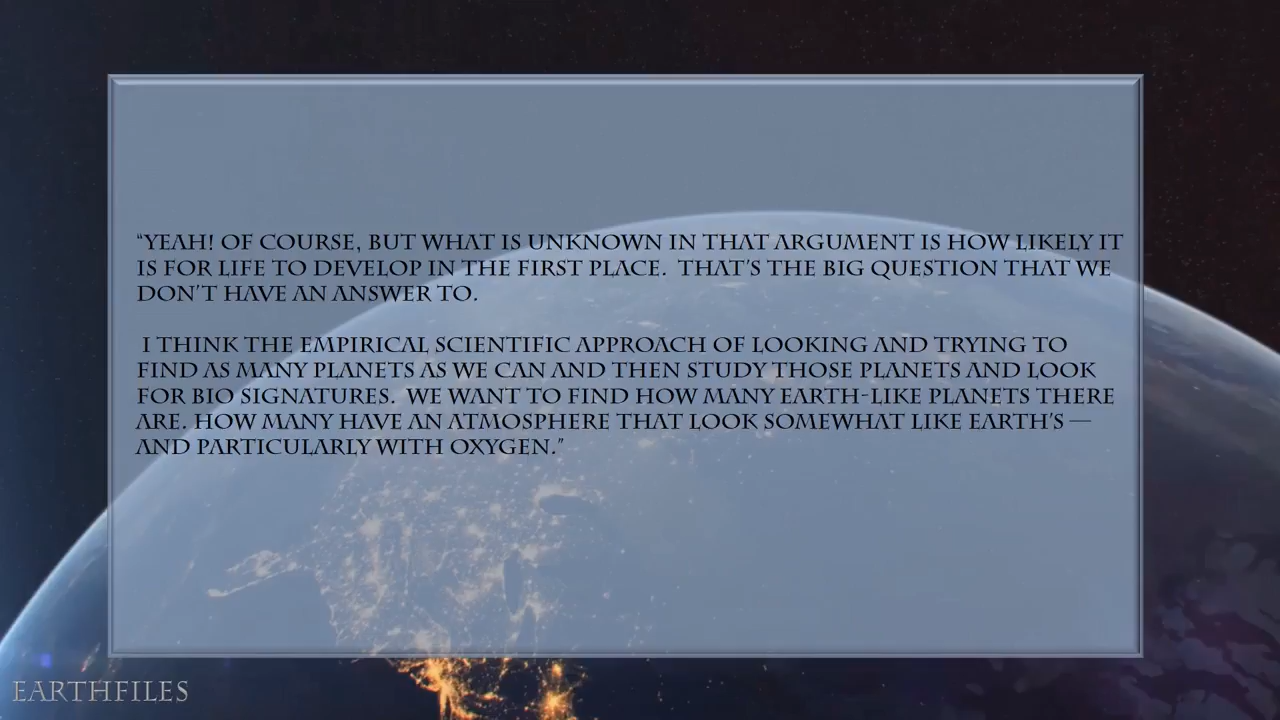 “YEAH! OF COURSE, BUT WHAT IS UNKNOWN IN THAT ARGUMENT IS HOW LIKELY IT
IS FOR LIFE TO DEVELOP IN THE FIRST PLACE.  THAT'S THE BIG QUESTION THAT WE
DON'T HAVE AN ANSWER TO.
I THINK THE EMPIRICAL SCIENTIFIC APPROACH OF LOOKING AND TRYING TO
FIND AS MANY PLANETS AS WE CAN AND THEN STUDY THOSE PLANETS AND LOOK
FOR BIO SIGNATURES.  WE WANT TO FIND HOW MANY EARTH-LIKE PLANETS THERE
ARE. HOW MANY HAVE AN ATMOSPHERE THAT LOOK SOMEWHAT LIKE EARTH'S —
AND PARTICULARLY WITH OXYGEN.”
EARTHFILES